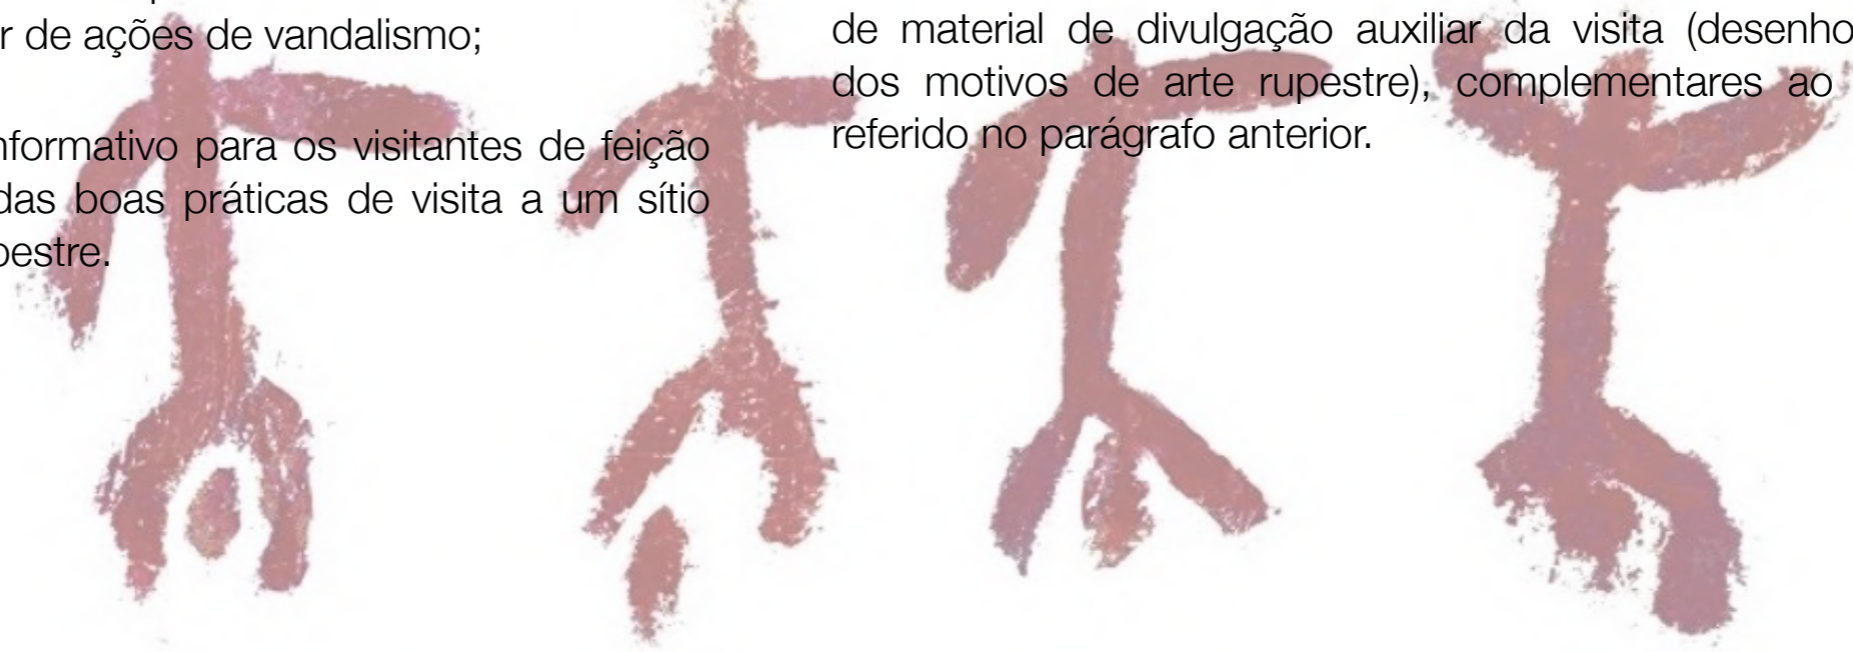 r de ações de vandalismo;
nformativo para os visitantes de feição
das boas práticas de visita a um sítio
pestre.
de material de divulgação auxiliar da visita (desenho
dos motivos de arte rupestre), complementares ao
referido no parágrafo anterior.